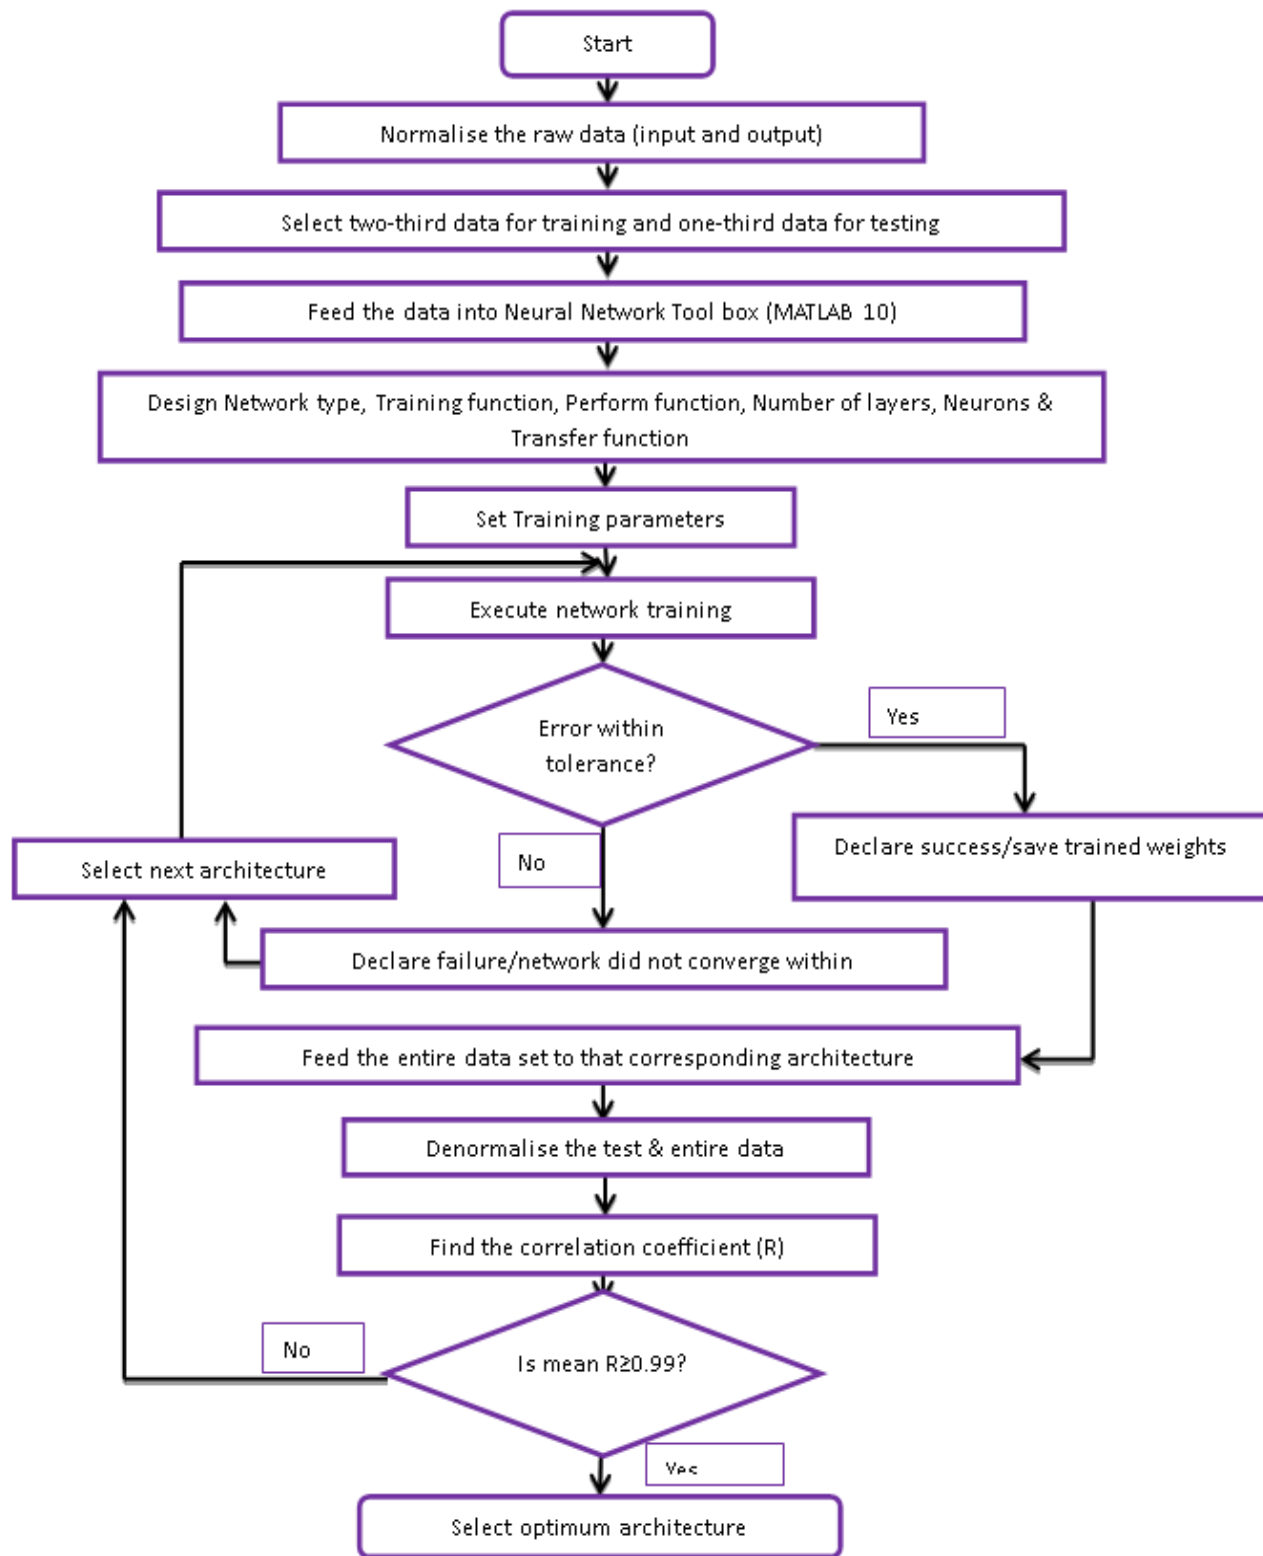 Start
Normalise the raw data (input and output)
Select two-third data for training and one-third data for testing
Feed the data into Neural Network Tool box (MATLAB 10)
Design Network type, Training function, Perform function, Number of layers, Neurons &
Transfer function
Set Training parameters
Execute network training
Error within
tolerance?
Yes
No
Declare success/save trained weights
Select next architecture
Declare failure/network did not converge within
Feed the entire data set to that corresponding architecture
Denormalise the test & entire data
Find the correlation coefficient (R)
Is mean R≥0.99?
No
Yes
Select optimum architecture